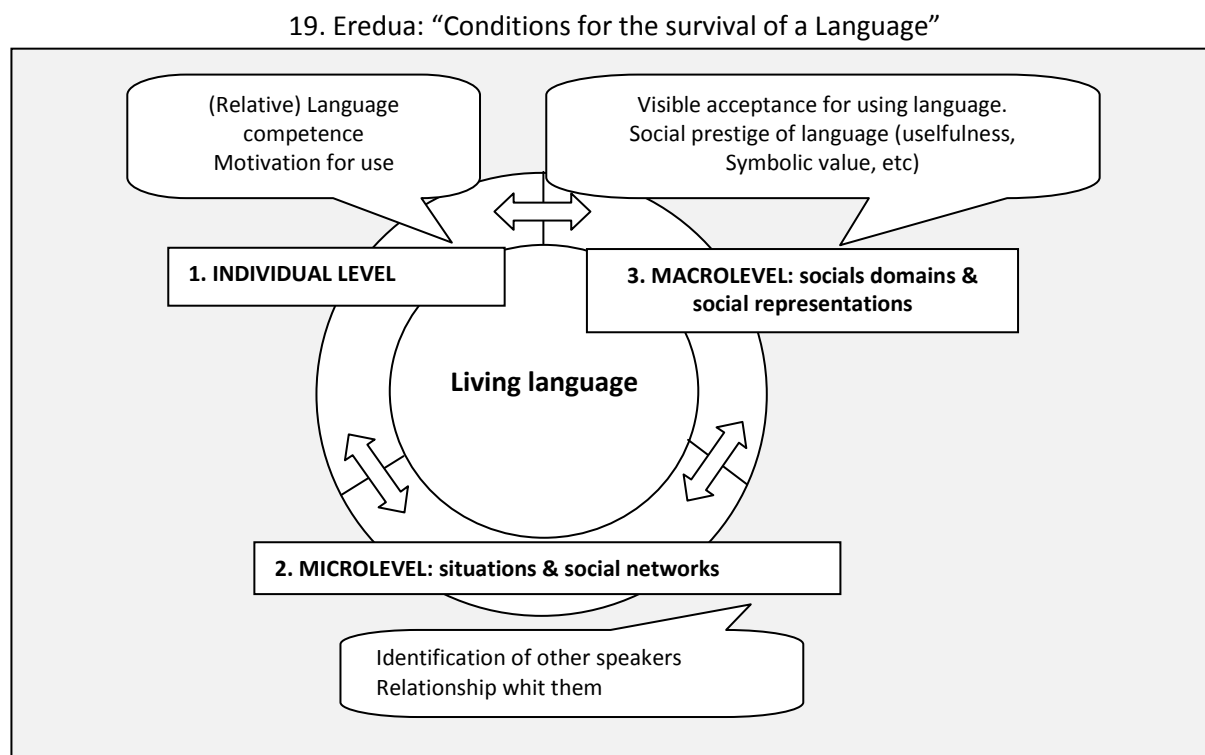 19. Eredua: “Conditions for the survival of a Language”
(Relative) Language
competence
Motivation for use
Visible acceptance for using language.
Social prestige of language (uselfulness,
Symbolic value, etc)
1. INDIVIDUAL LEVEL
3. MACROLEVEL: socials domains &
social representations
Living language
2. MICROLEVEL: situations & social networks
Identification of other speakers
Relationship whit them